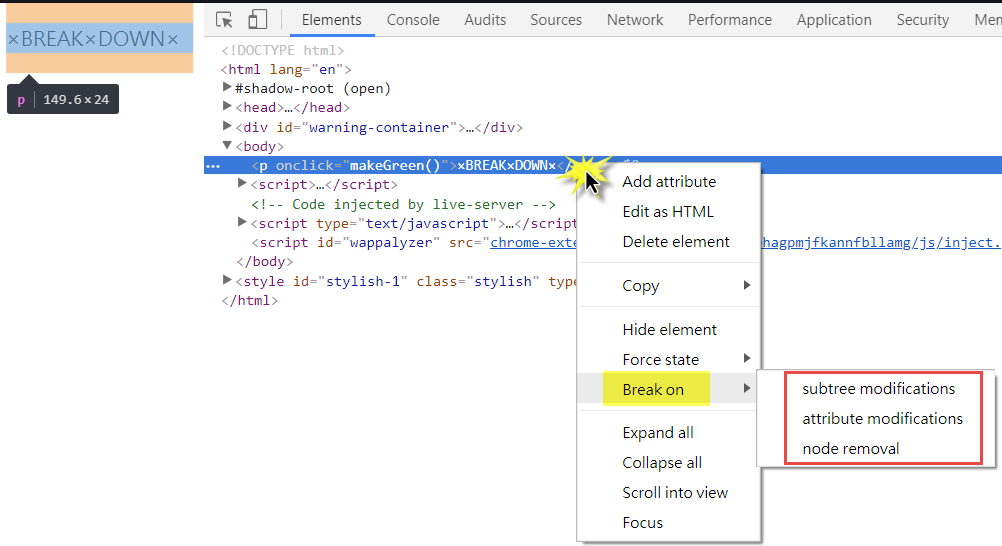 ×BREAK×DOWN×
p 149.6×24
Elements Console Audits Sources Network Performance Application Security
<!DOCTYPE html>
<html lang="en">
#shadow-root (open)
<head>…</head>
<div id="warning-container">…</div>
<body>
<p onclick="makeGreen()">×BREAK×DOWN×</
<script>…</script>
<!-- Code injected by live-server -->
<script type="text/javascript">…</scrip
<script id="wappalyzer" src="chrome-exte hagpmjfkannfbllamg/js/inject.
</body>
<style id="stylish-1" class="stylish" type
</html>
Add attribute
Edit as HTML
Delete element
Copy
Hide element
Force state
Break on
Expand all
Collapse all
Scroll into view
Focus
subtree modifications
attribute modifications
node removal